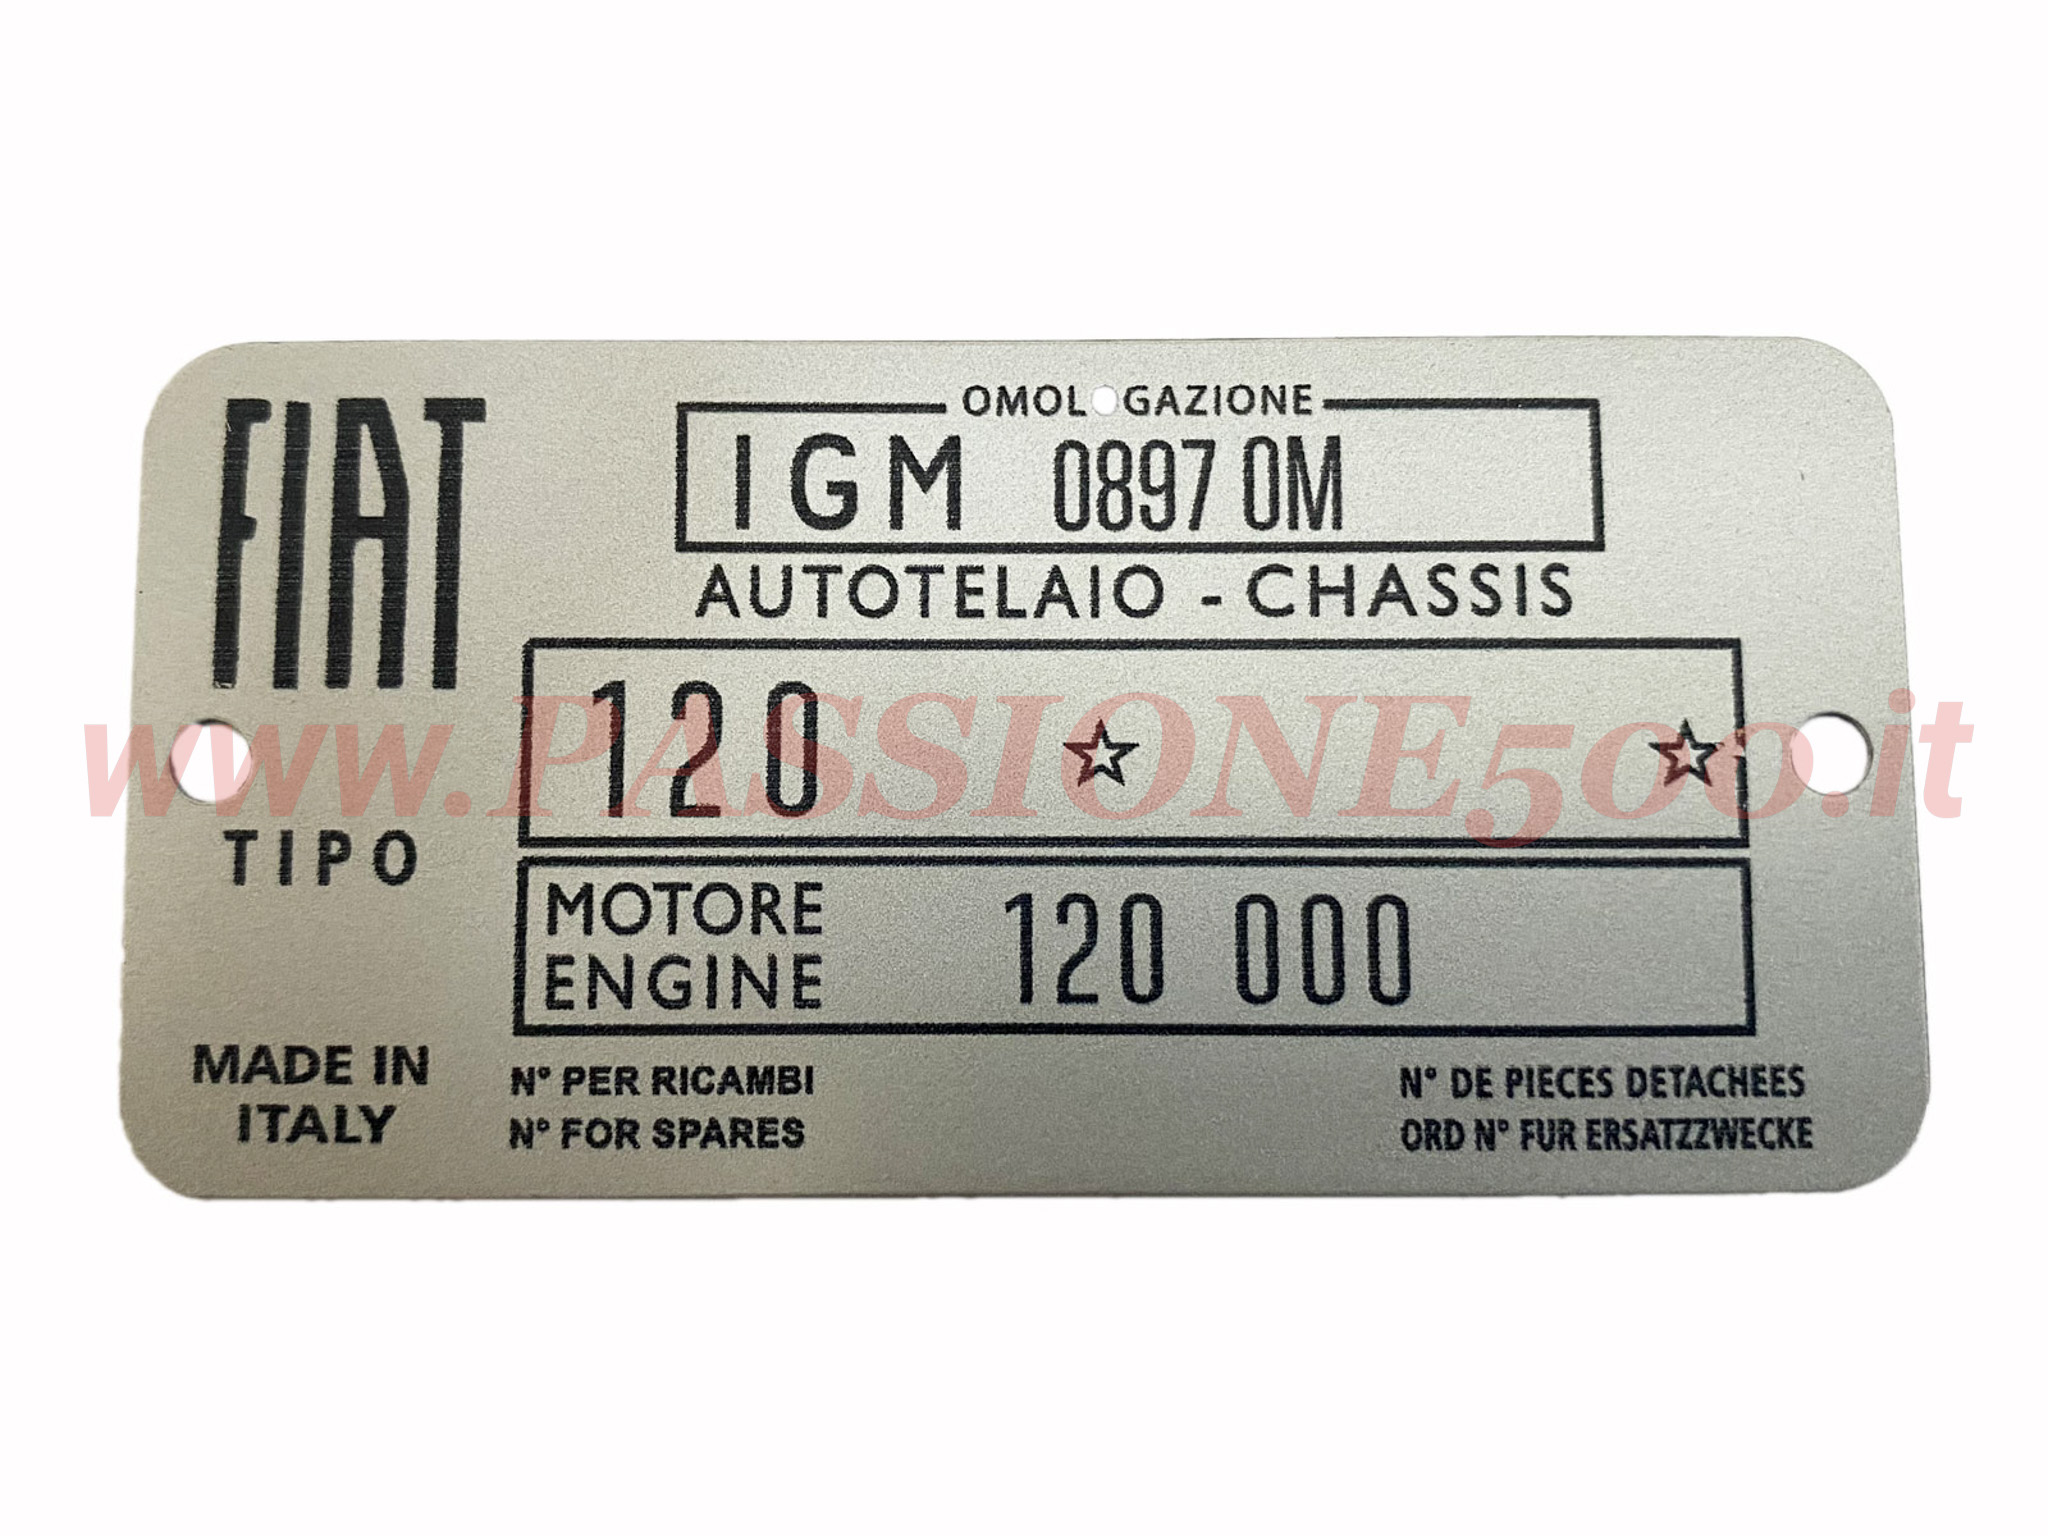 FIAT
OMOLOGAZIONE
IGM 0897 OM
AUTOTELAIO - CHASSIS
120 ☆ ☆
www.PASSIONE500.it
TIPO
MOTORE
ENGINE
120 000
MADE IN
ITALY
N° PER RICAMBI
N° FOR SPARES
N° DE PIECES DETACHEES
ORD N° FUR ERSATZZWECKE